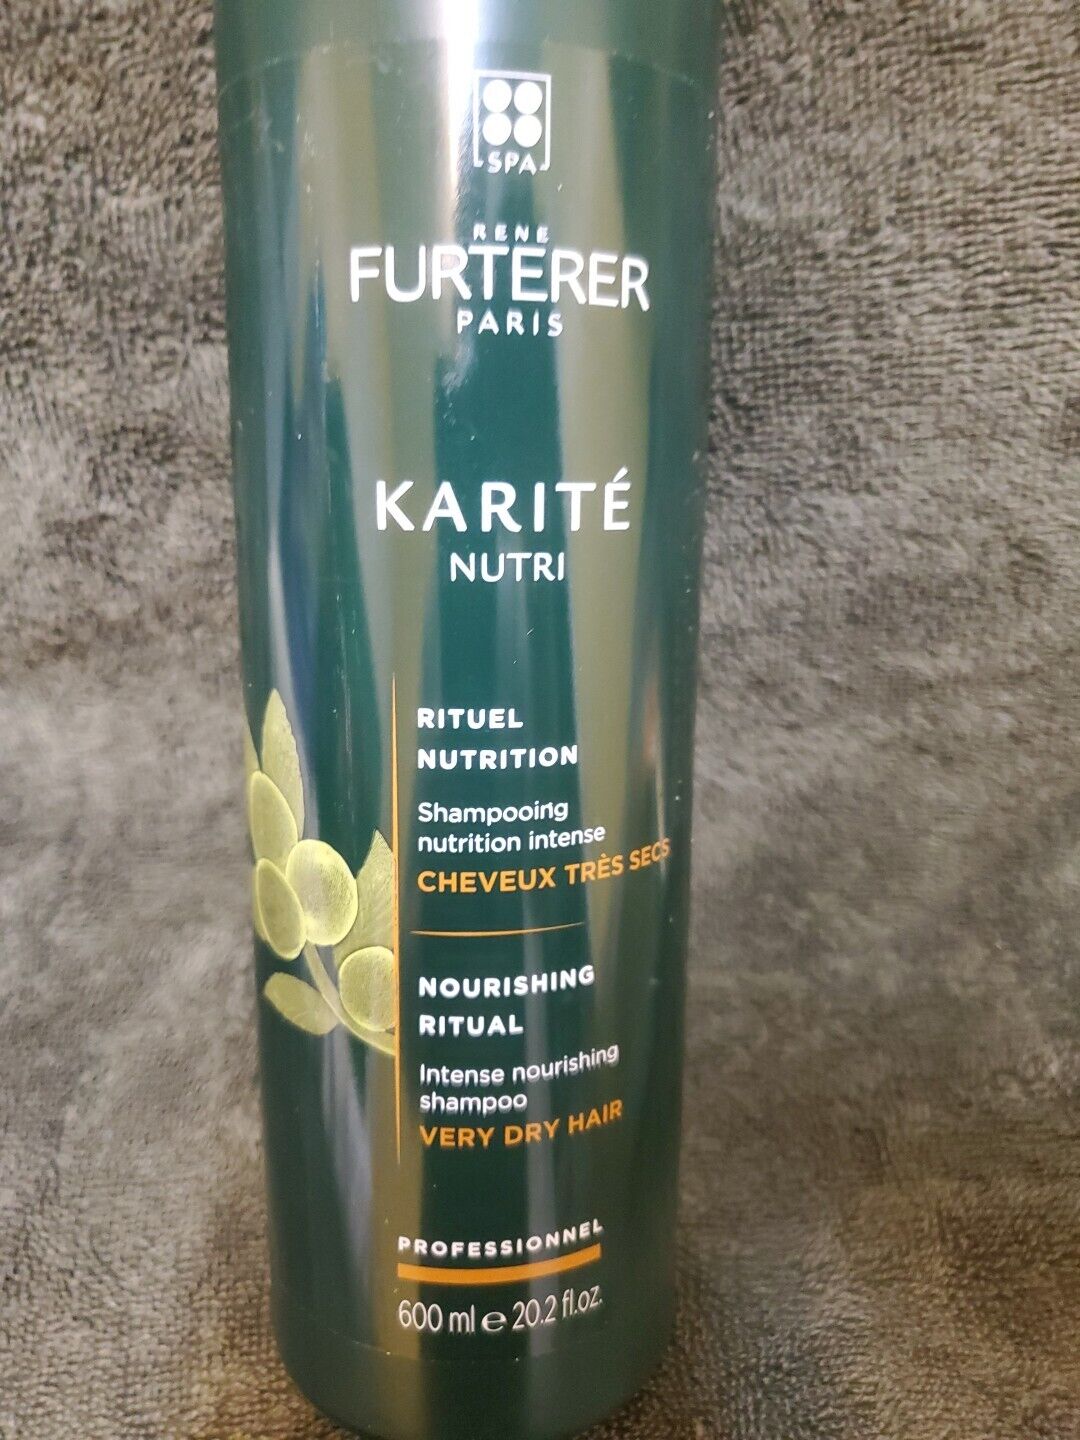 SPA
RENE
FURTERER
PARIS
KARITÉ
NUTRI
RITUEL
NUTRITION
Shampooing
nutrition intense
CHEVEUX TRÈS SECS
NOURISHING
RITUAL
Intense nourishing
shampoo
VERY DRY HAIR
PROFESSIONNEL
600 ml ℮ 20.2 fl.oz.